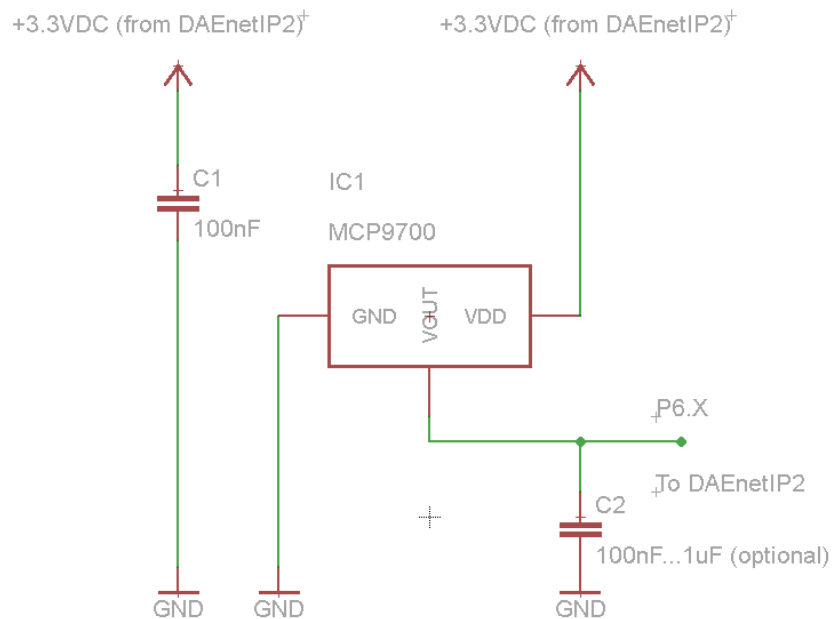 +3.3VDC (from DAEnetIP2)
+3.3VDC (from DAEnetIP2)
C1
100nF
IC1
MCP9700
GND
VOUT
VDD
P6.X
To DAEnetIP2
C2
100nF...1uF (optional)
GND
GND
GND